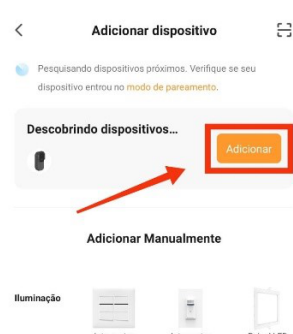 Adicionar dispositivo
Pesquisando dispositivos próximos. Verifique se seu
dispositivo entrou no modo de pareamento.
Descobrindo dispositivos...
Adicionar
Adicionar Manualmente
Iluminação